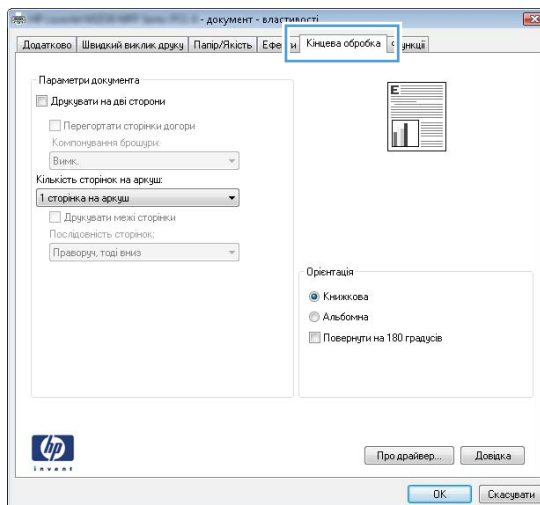 - документ - властивості
Додатково Швидкий виклик друку Папір/Якість Кінцева обробка
Параметри документа
Друкувати на дві сторони
Перегортати сторінки догори
Компонування брошури:
Вимк.
Кількість сторінок на аркуш:
1 сторінка на аркуш
Друкувати межі сторінки
Послідовність сторінок:
Праворуч, тоді вниз
E
Орієнтація
Книжкова
Альбомна
Повернути на 180 градусів
hp
invent
Про драйвер... Довідка
OK Скасувати